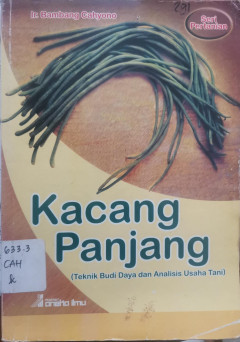 Ir. Bambang Cahyono
291
Seri
Pertanian
Kacang
Panjang
(Teknik Budi Daya dan Analisis Usaha Tani)
633.3
CAH
k
aneka ilmu